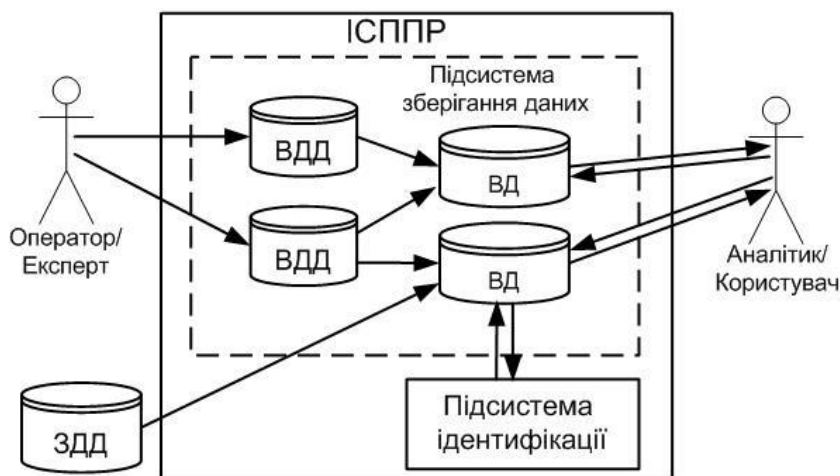 ІСППР
Підсистема
зберігання даних
ВДД
ВД
ВДД
ВД
Оператор/
Експерт
Аналітик/
Користувач
ЗДД
Підсистема
ідентифікації